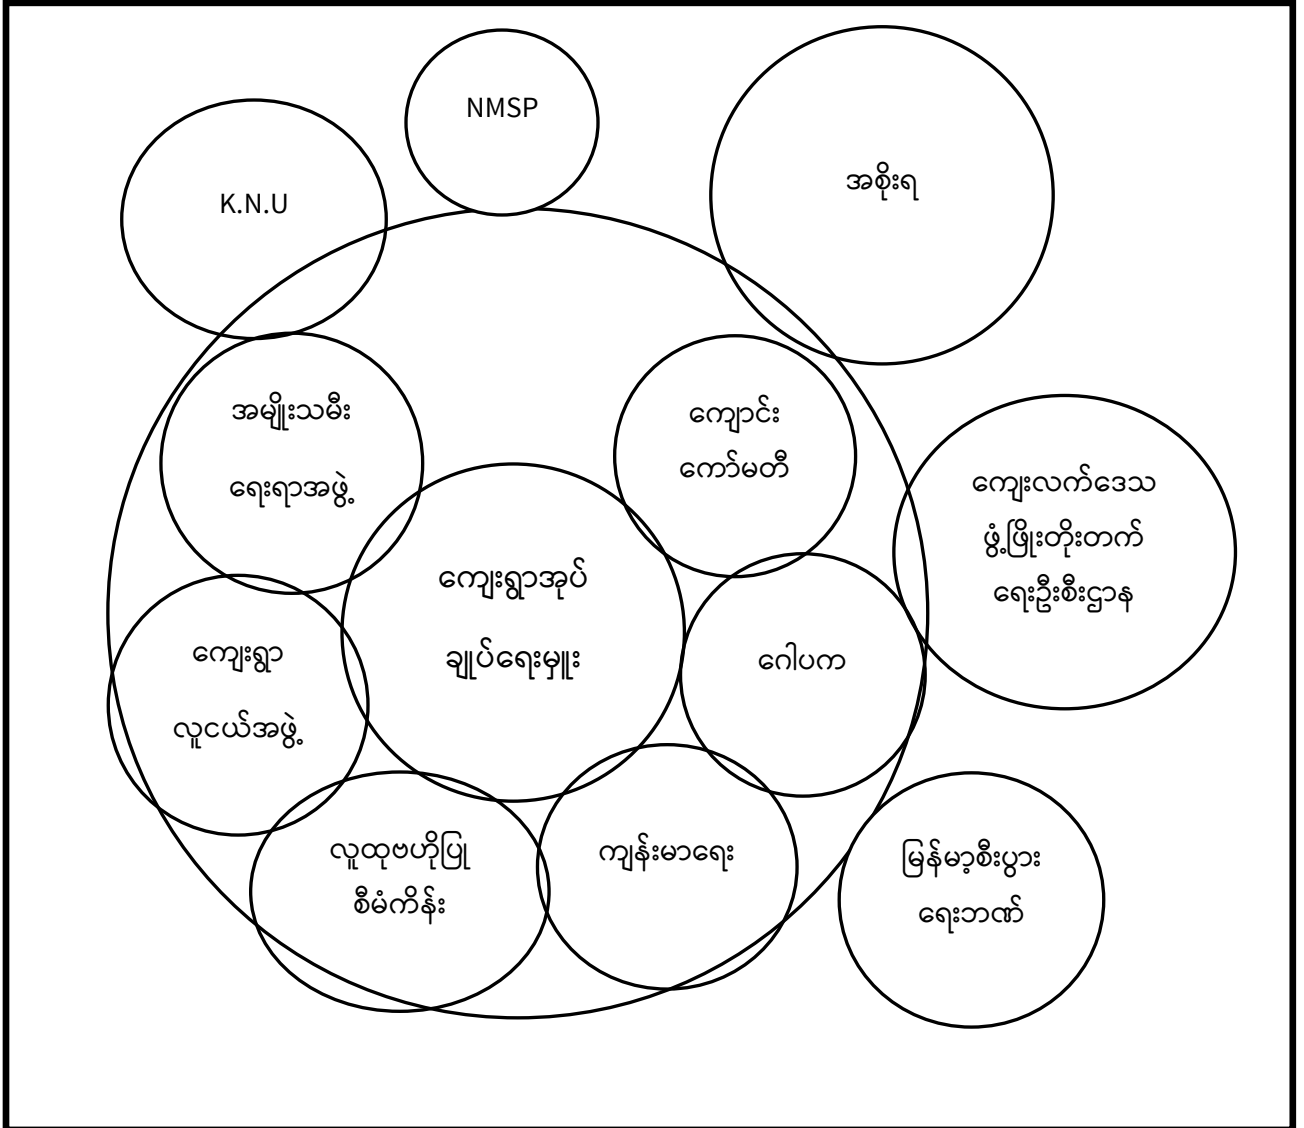 NMSP
K.N.U
အစိုးရ
အမျိုးသမီး
ရေးရာအဖွဲ့
ကျောင်း
ကော်မတီ
ကျေးလက်ဒေသ
ဖွံ့ဖြိုးတိုးတက်
ရေးဦးစီးဌာန
ကျေးရွာအုပ်
ချုပ်ရေးမှူး
ကျေးရွာ
လူငယ်အဖွဲ့
ဂေါပက
လူထုဗဟိုပြု
စီမံကိန်း
ကျန်းမာရေး
မြန်မာ့စီးပွား
ရေးဘဏ်